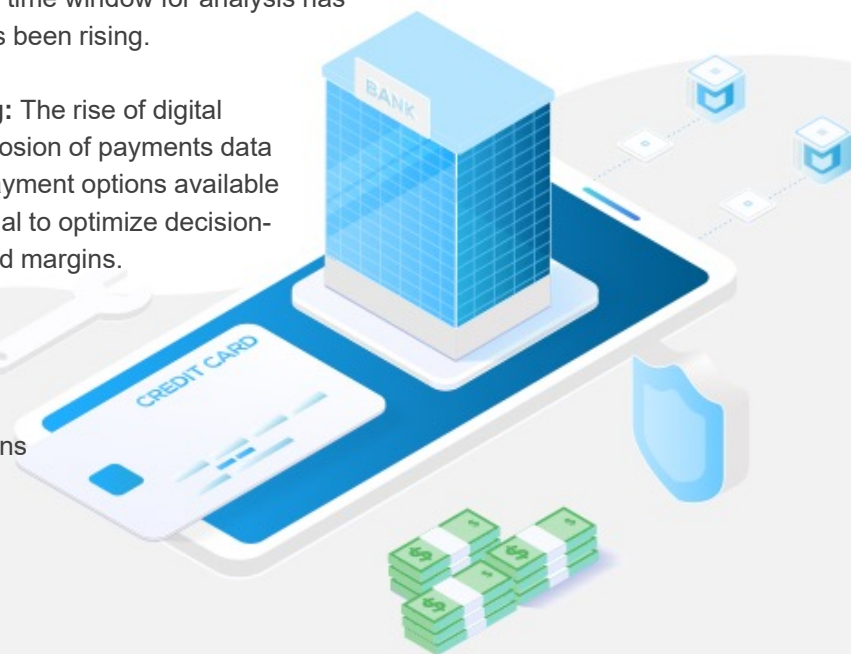 time window for analysis has
s been rising.
g: The rise of digital
osion of payments data
ayment options available
al to optimize decision-
d margins.
ns
BANK
CREDIT CARD
$
$
$
$
$
$